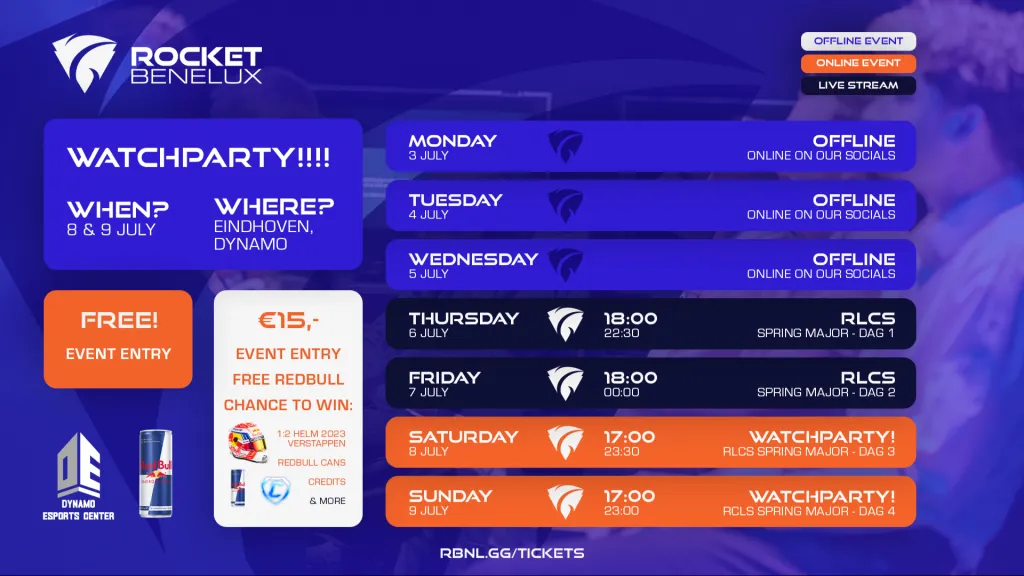 ROCKET
BENELUX
OFFLINE EVENT
ONLINE EVENT
LIVE STREAM
WATCHPARTY!!!!
WHEN?
8 & 9 JULY
WHERE?
EINDHOVEN,
DYNAMO
FREE!
EVENT ENTRY
€15,-
EVENT ENTRY
FREE REDBULL
CHANCE TO WIN:
1:2 HELM 2023
VERSTAPPEN
REDBULL CANS
CREDITS
& MORE
DYNAMO
ESPORTS CENTER
Red Bull
MONDAY
3 JULY
OFFLINE
ONLINE ON OUR SOCIALS
TUESDAY
4 JULY
OFFLINE
ONLINE ON OUR SOCIALS
WEDNESDAY
5 JULY
OFFLINE
ONLINE ON OUR SOCIALS
THURSDAY
6 JULY
18:00
22:30
RLCS
SPRING MAJOR - DAG 1
FRIDAY
7 JULY
18:00
00:00
RLCS
SPRING MAJOR - DAG 2
SATURDAY
8 JULY
17:00
23:30
WATCHPARTY!
RLCS SPRING MAJOR - DAG 3
SUNDAY
9 JULY
17:00
23:00
WATCHPARTY!
RCLS SPRING MAJOR - DAG 4
RBNL.GG/TICKETS